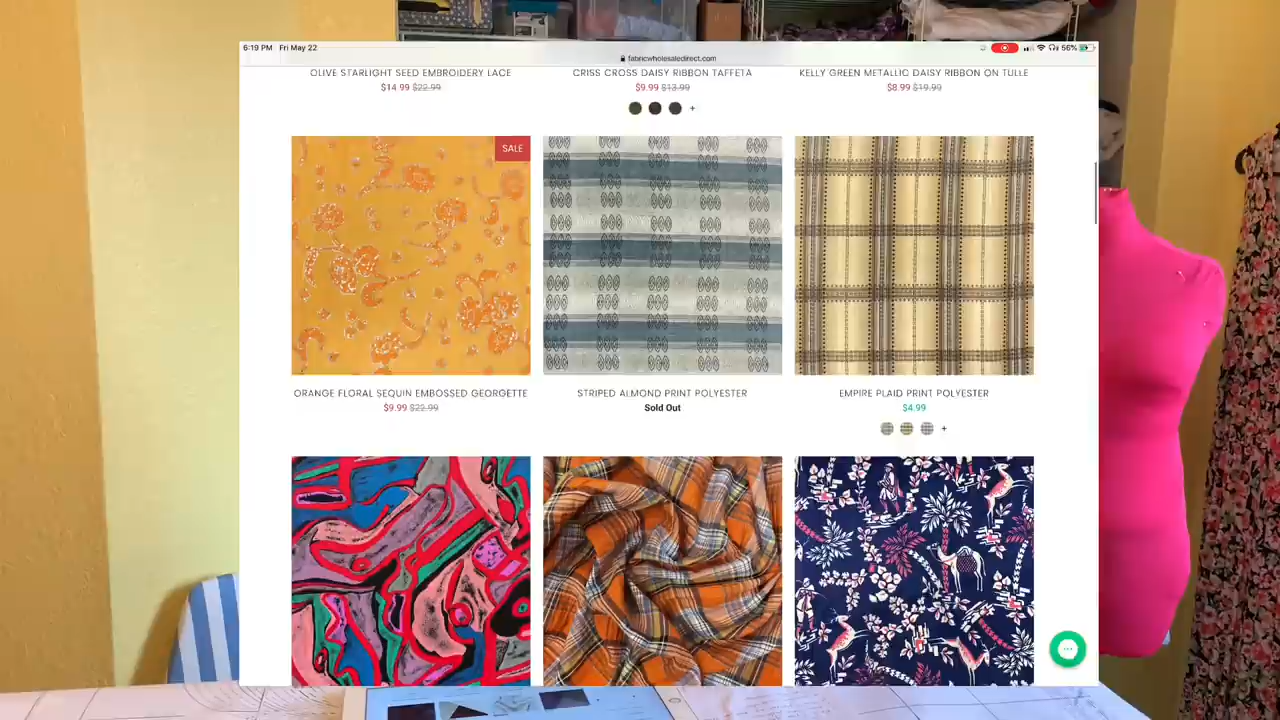 6:19 PM Fri May 22
56%
fabricwholesaledirect.com
OLIVE STARLIGHT SEED EMBROIDERY LACE
$14.99 $22.99
CRISS CROSS DAISY RIBBON TAFFETA
$9.99 $13.99
+
KELLY GREEN METALLIC DAISY RIBBON ON TULLE
$8.99 $19.99
SALE
ORANGE FLORAL SEQUIN EMBOSSED GEORGETTE
$9.99 $22.99
STRIPED ALMOND PRINT POLYESTER
Sold Out
EMPIRE PLAID PRINT POLYESTER
$4.99
+